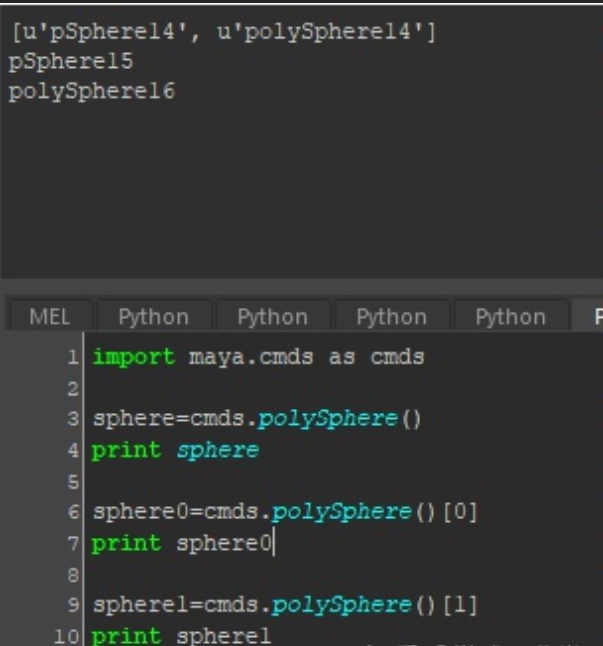 [u'pSphere14', u'polySphere14']
pSphere15
polySphere16
MEL Python Python Python Python P
1 import maya.cmds as cmds
2
3 sphere=cmds.polySphere()
4 print sphere
5
6 sphere0=cmds.polySphere()[0]
7 print sphere0
8
9 sphere1=cmds.polySphere()[1]
10 print sphere1